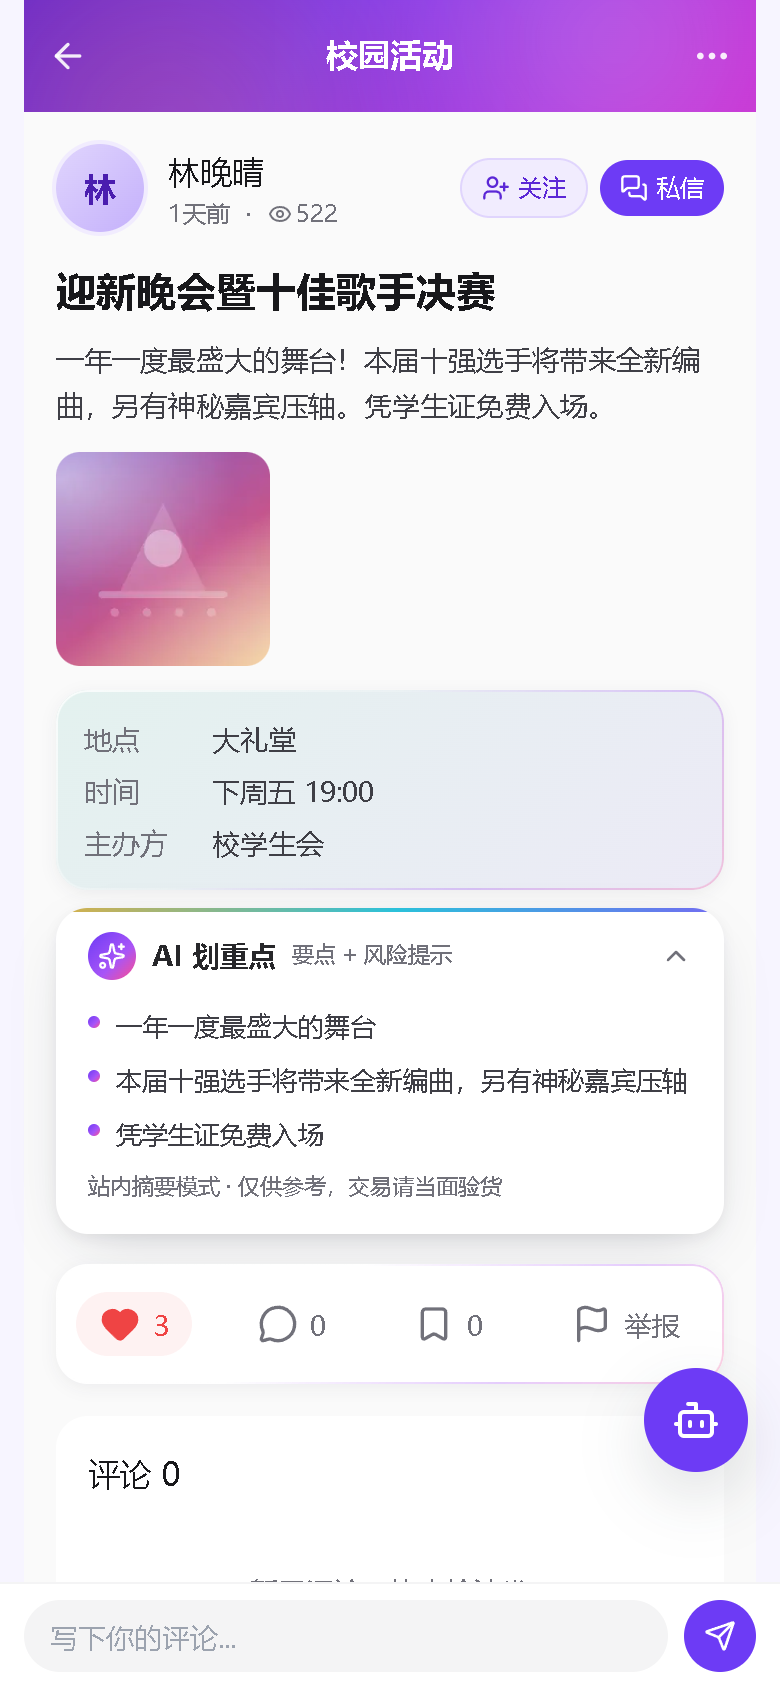 校园活动
林
林晚晴
1天前 · 522
关注
私信
迎新晚会暨十佳歌手决赛
一年一度最盛大的舞台！本届十强选手将带来全新编
曲，另有神秘嘉宾压轴。凭学生证免费入场。
地点 大礼堂
时间 下周五 19:00
主办方 校学生会
AI 划重点 要点 + 风险提示
一年一度最盛大的舞台
本届十强选手将带来全新编曲，另有神秘嘉宾压轴
凭学生证免费入场
站内摘要模式 · 仅供参考，交易请当面验货
3 0 0 举报
评论 0
写下你的评论...